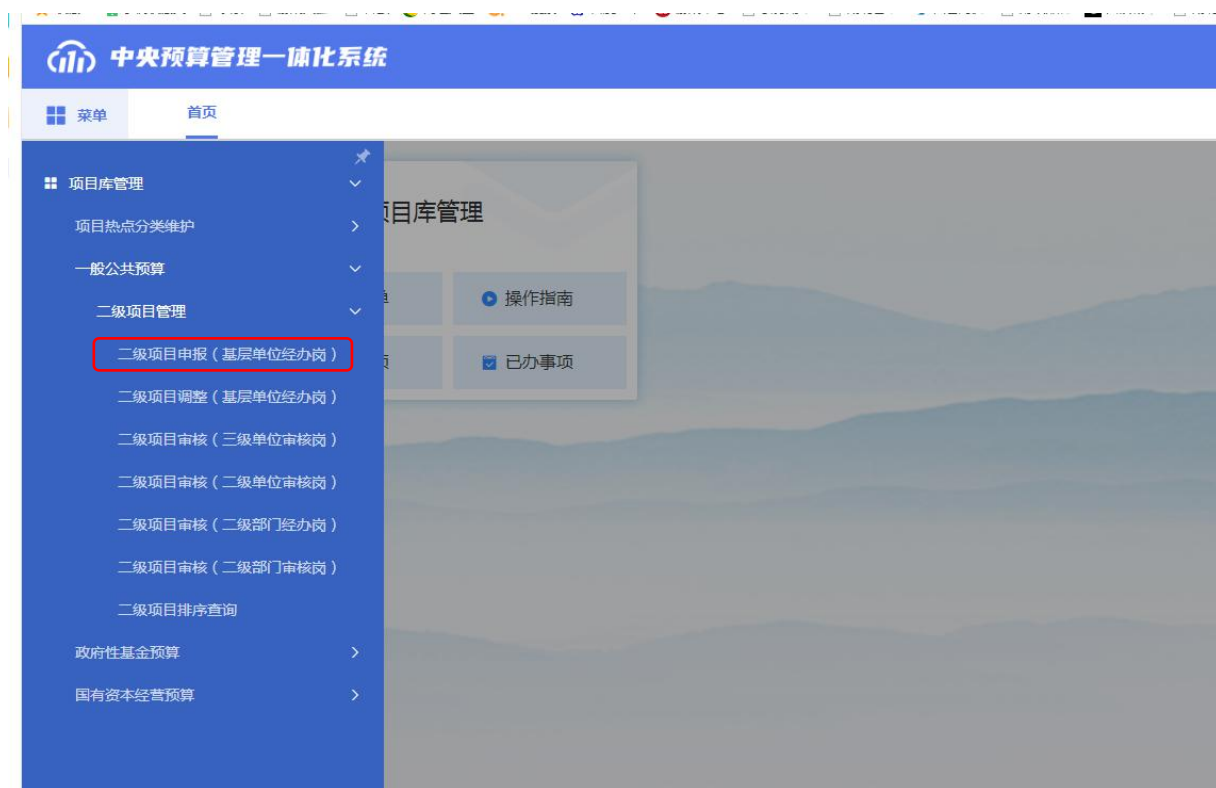 中央预算管理一体化系统
菜单
首页
项目库管理
项目热点分类维护
一般公共预算
二级项目管理
二级项目申报（基层单位经办岗）
二级项目调整（基层单位经办岗）
二级项目审核（三级单位审核岗）
二级项目审核（二级单位审核岗）
二级项目审核（二级部门经办岗）
二级项目审核（二级部门审核岗）
二级项目排序查询
政府性基金预算
国有资本经营预算
目库管理
操作指南
已办事项